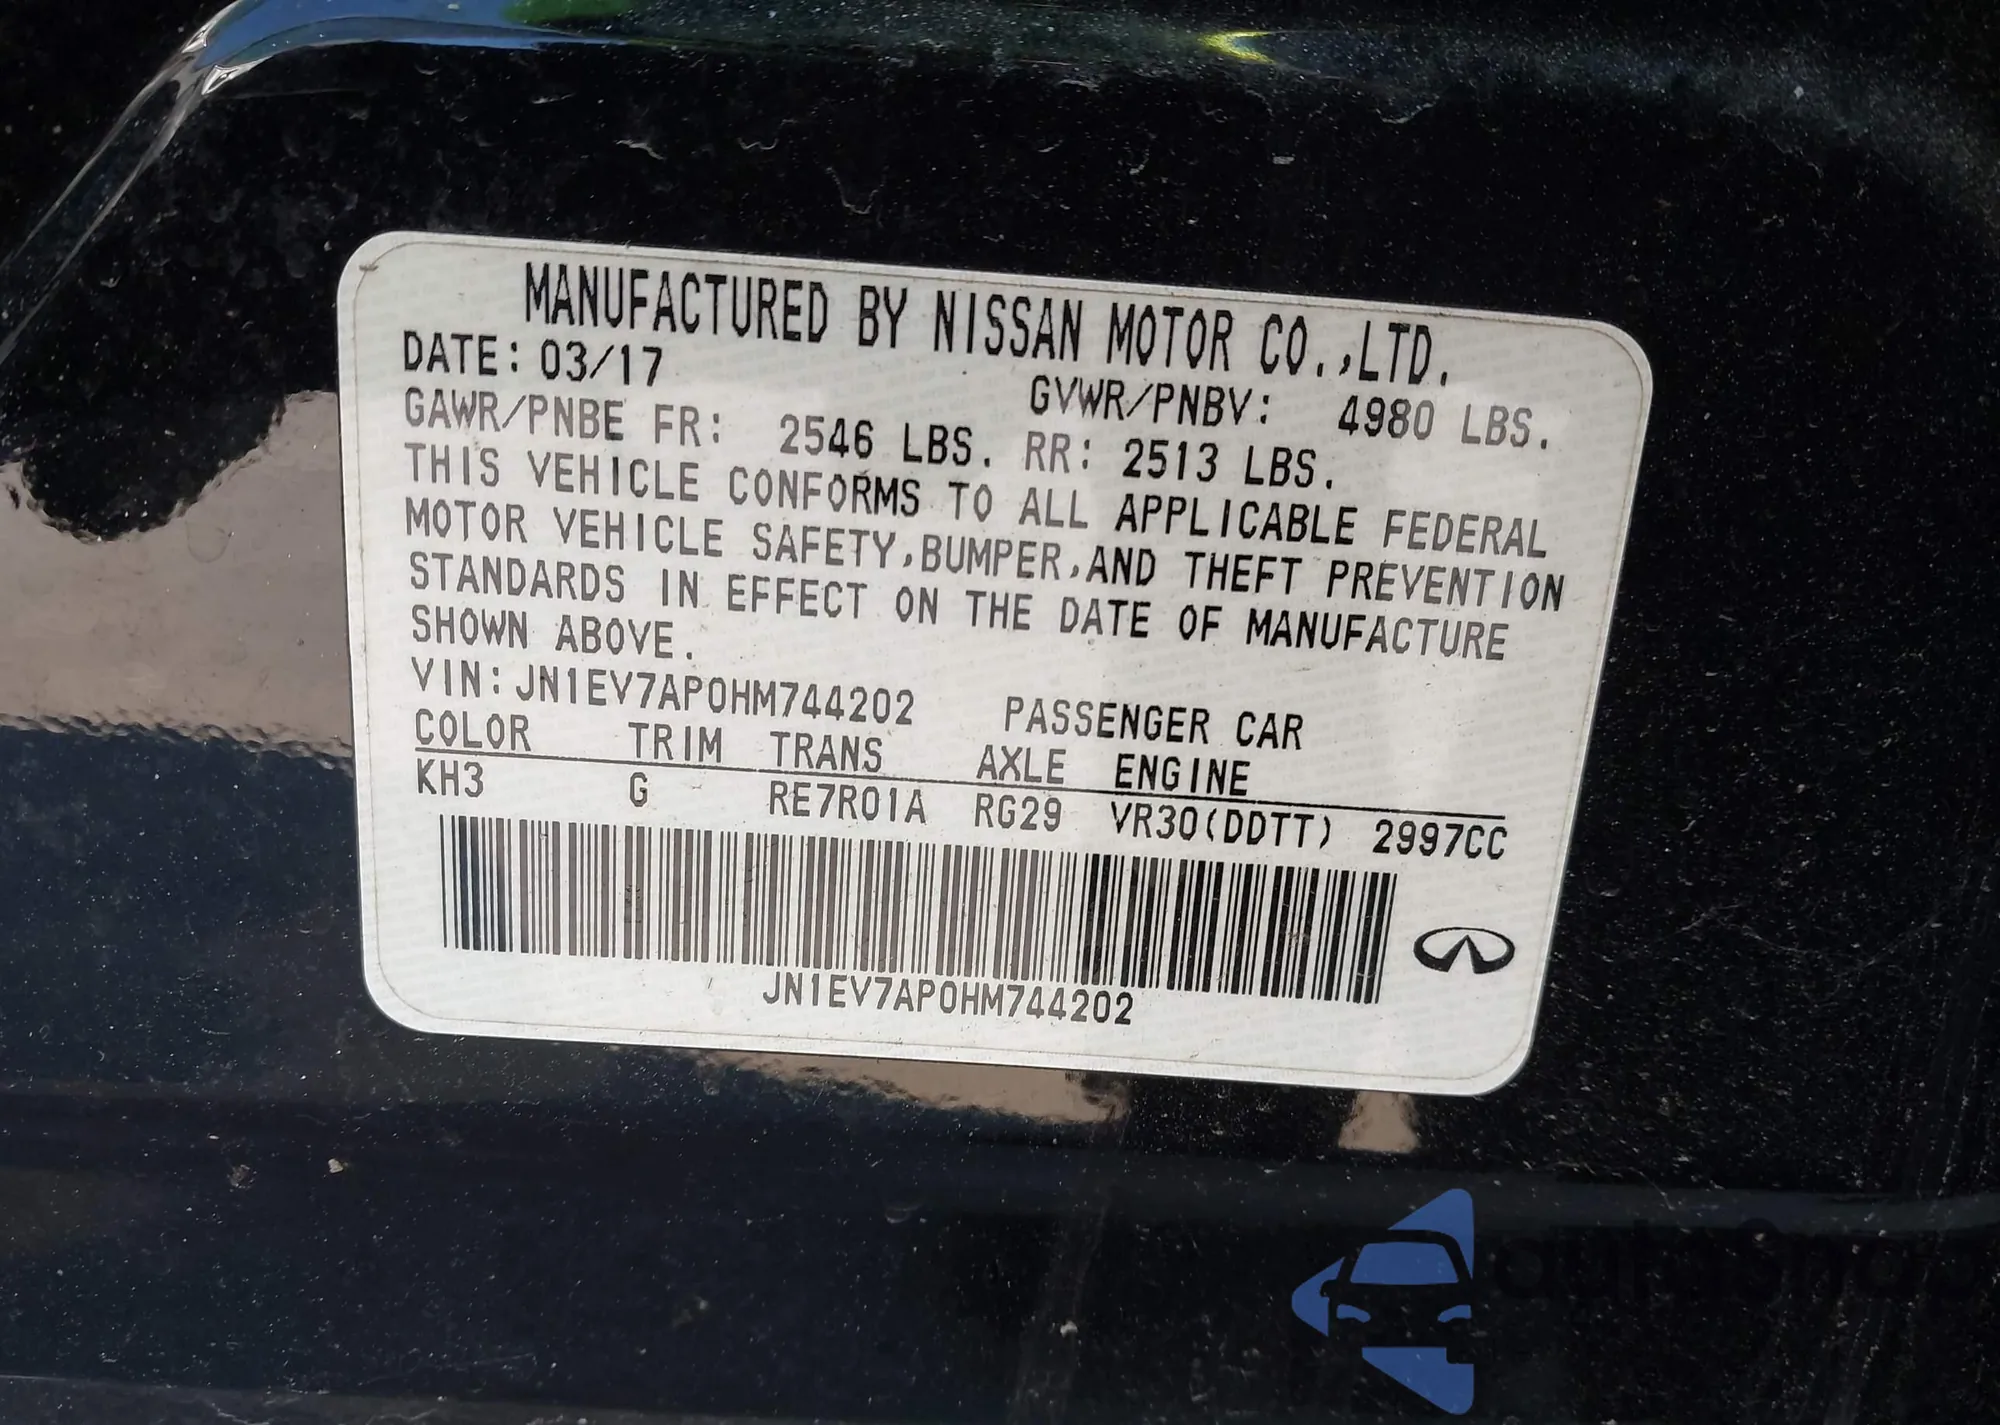 MANUFACTURED BY NISSAN MOTOR CO.,LTD.
DATE: 03/17
GVWR/PNBV: 4980 LBS.
GAWR/PNBE FR: 2546 LBS. RR: 2513 LBS.
THIS VEHICLE CONFORMS TO ALL APPLICABLE FEDERAL
MOTOR VEHICLE SAFETY,BUMPER,AND THEFT PREVENTION
STANDARDS IN EFFECT ON THE DATE OF MANUFACTURE
SHOWN ABOVE.
VIN: JN1EV7AP0HM744202 PASSENGER CAR
COLOR TRIM TRANS AXLE ENGINE
KH3 G RE7R01A RG29 VR30(DDTT) 2997CC
JN1EV7AP0HM744202